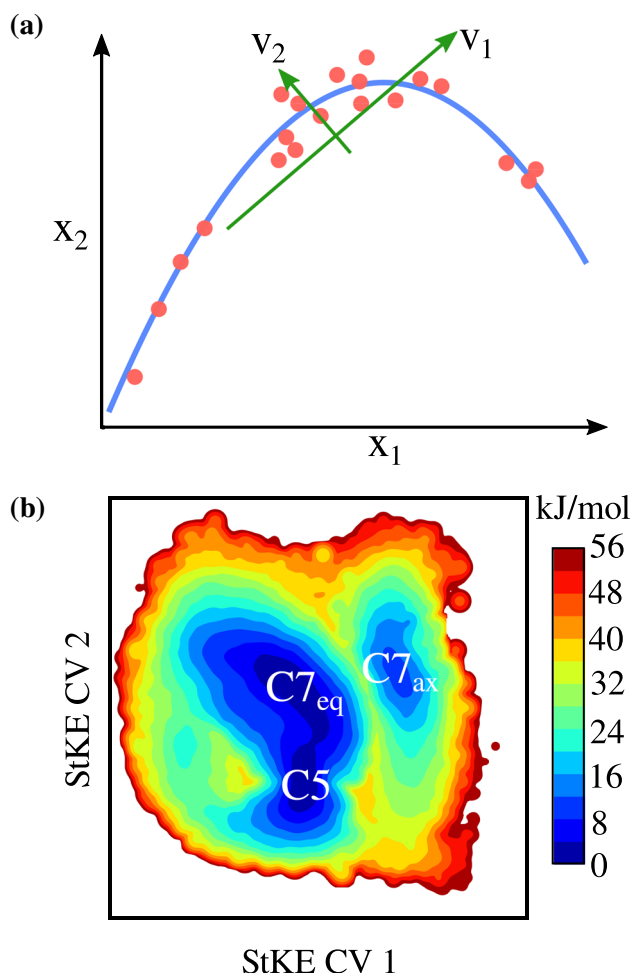 (a)
v₂
v₁
x₂
x₁
(b)
kJ/mol
56
48
40
32
24
16
8
0
StKE CV 2
C7eq
C7ax
C5
StKE CV 1